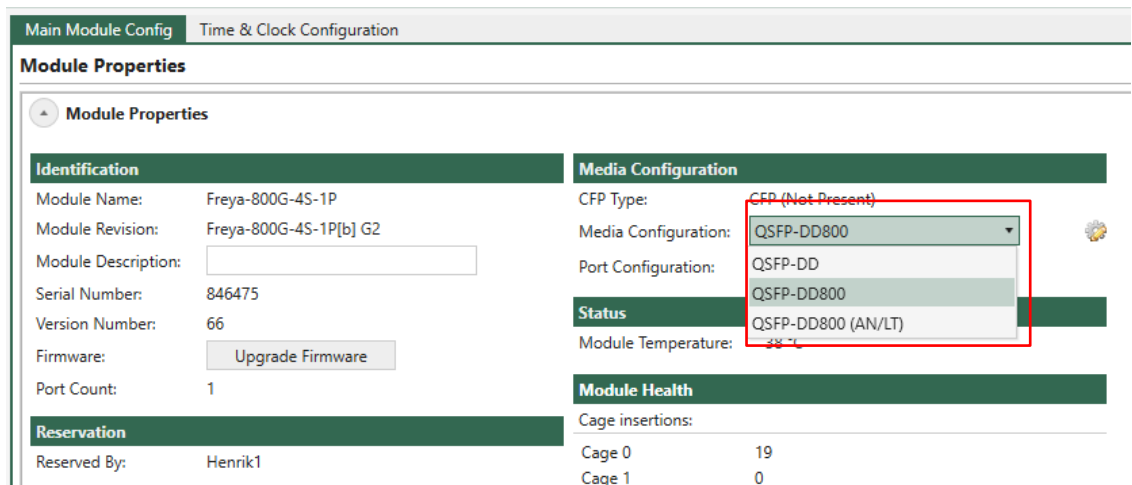 Main Module Config Time & Clock Configuration
Module Properties
Module Properties
Identification
Module Name: Freya-800G-4S-1P
Module Revision: Freya-800G-4S-1P[b] G2
Module Description:
Serial Number: 846475
Version Number: 66
Firmware: Upgrade Firmware
Port Count: 1
Reservation
Reserved By: Henrik1
Media Configuration
CFP Type: CFP (Not Present)
Media Configuration: QSFP-DD800
QSFP-DD
QSFP-DD800
QSFP-DD800 (AN/LT)
Port Configuration:
Status
Module Temperature: 38 °C
Module Health
Cage insertions:
Cage 0 19
Cage 1 0